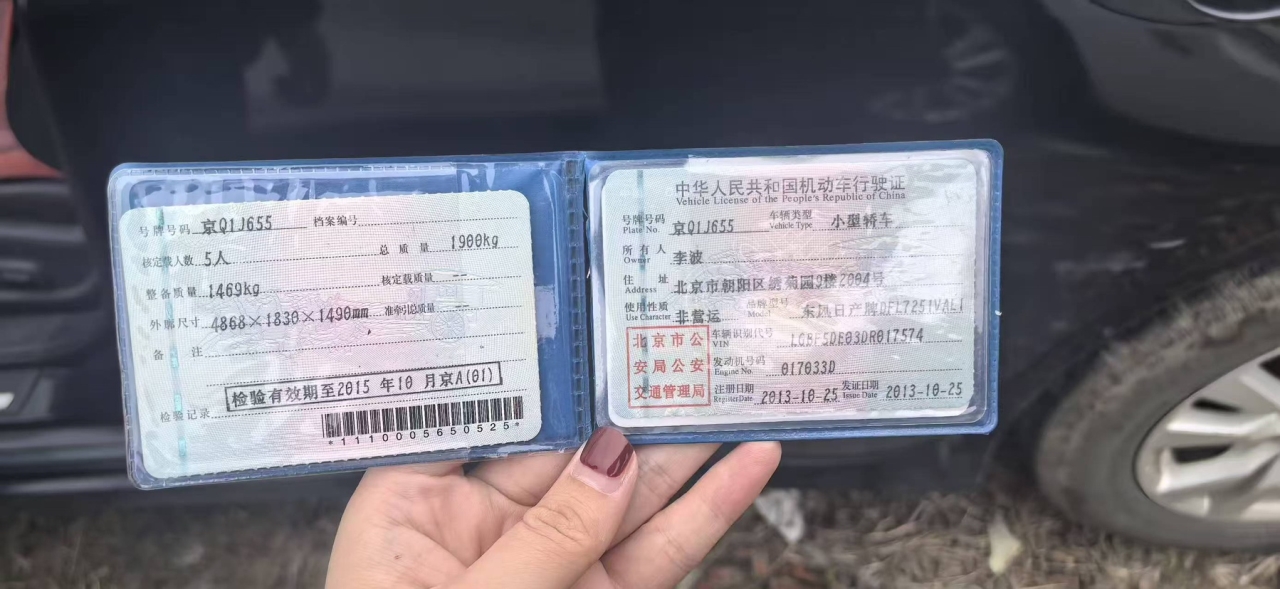 号牌号码 京Q1J655 档案编号
核定载人数 5人 总质量 1900kg
整备质量 1469kg 核定载质量 --
外廓尺寸 4868×1830×1490mm 准牵引总质量 --
备注
检验有效期至2015年10月京A(01)
检验记录
*1110005650525*
中华人民共和国机动车行驶证
Vehicle License of the People's Republic of China
号牌号码 京Q1J655 车辆类型 小型轿车
Plate No. Vehicle Type
所有人 李波
Owner
住址 北京市朝阳区绣菊园9楼2004号
Address
使用性质 非营运 品牌型号 东风日产牌DFL7251VAL1
Use Character Model
北京市公
安局公安
交通管理局
车辆识别代号
VIN
发动机号码 017033D
Engine No.
注册日期 2013-10-25 发证日期 2013-10-25
Register Date Issue Date